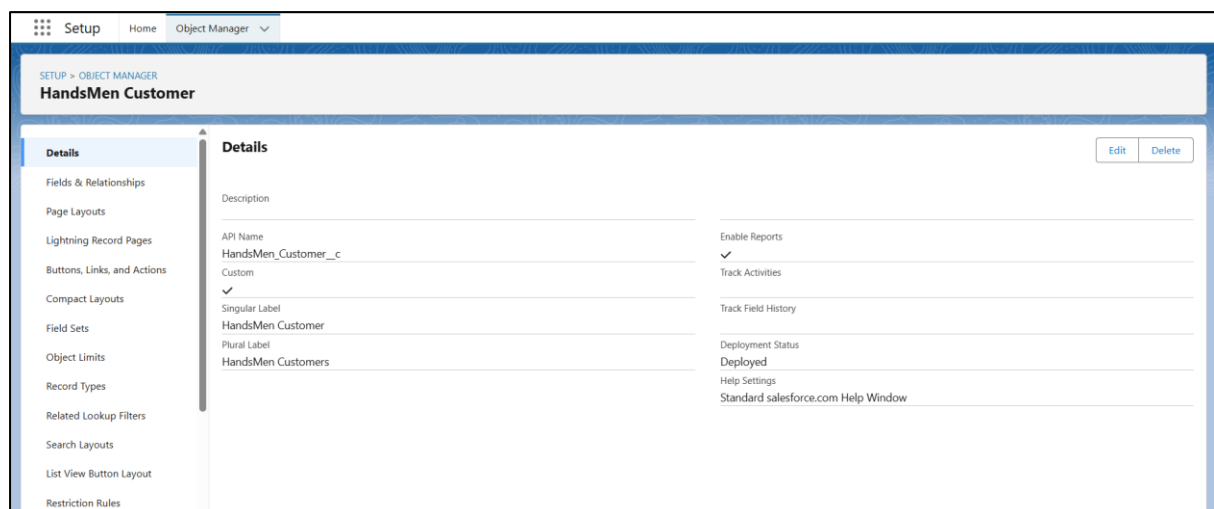 Setup
Home
Object Manager
SETUP > OBJECT MANAGER
HandsMen Customer
Details
Fields & Relationships
Page Layouts
Lightning Record Pages
Buttons, Links, and Actions
Compact Layouts
Field Sets
Object Limits
Record Types
Related Lookup Filters
Search Layouts
List View Button Layout
Restriction Rules
Details
Edit
Delete
Description
API Name
HandsMen_Customer__c
Custom
Singular Label
HandsMen Customer
Plural Label
HandsMen Customers
Enable Reports
Track Activities
Track Field History
Deployment Status
Deployed
Help Settings
Standard salesforce.com Help Window